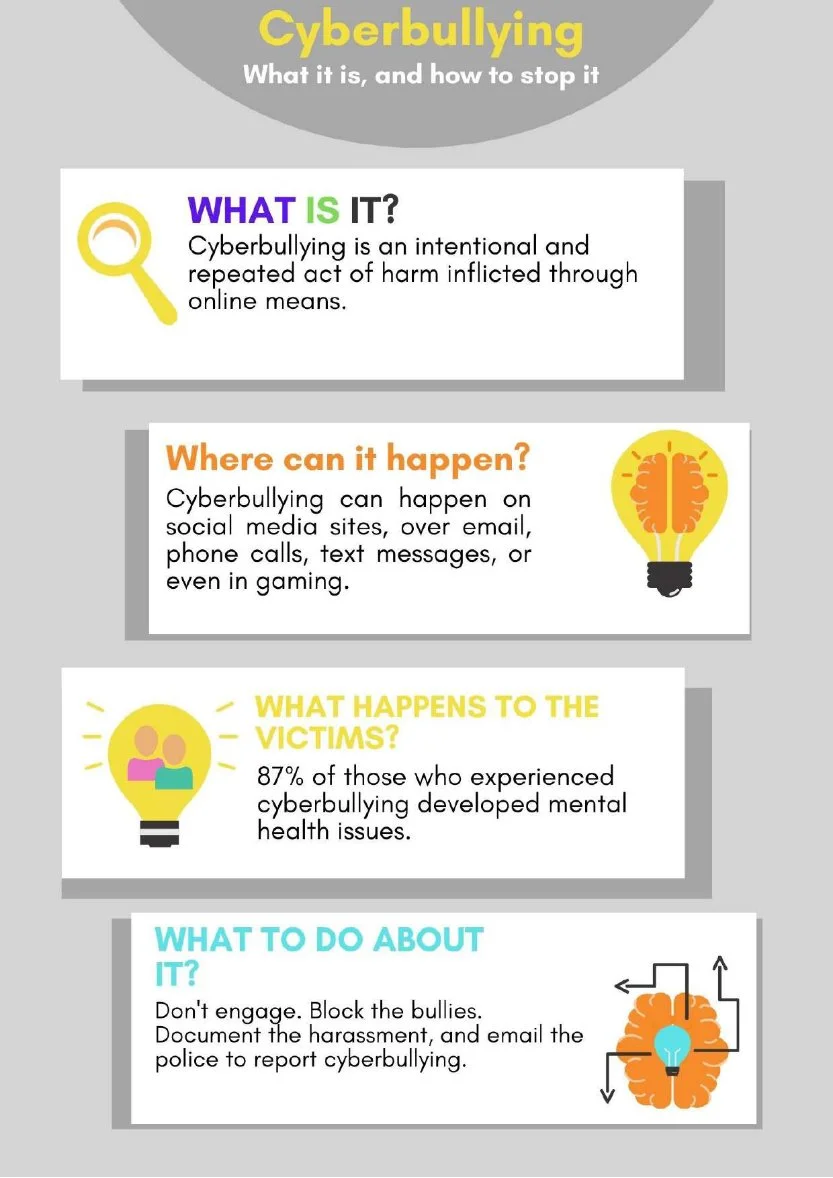 Cyberbullying
What it is, and how to stop it
WHAT IS IT?
Cyberbullying is an intentional and
repeated act of harm inflicted through
online means.
Where can it happen?
Cyberbullying can happen on
social media sites, over email,
phone calls, text messages, or
even in gaming.
WHAT HAPPENS TO THE
VICTIMS?
87% of those who experienced
cyberbullying developed mental
health issues.
WHAT TO DO ABOUT
IT?
Don't engage. Block the bullies.
Document the harassment, and email the
police to report cyberbullying.